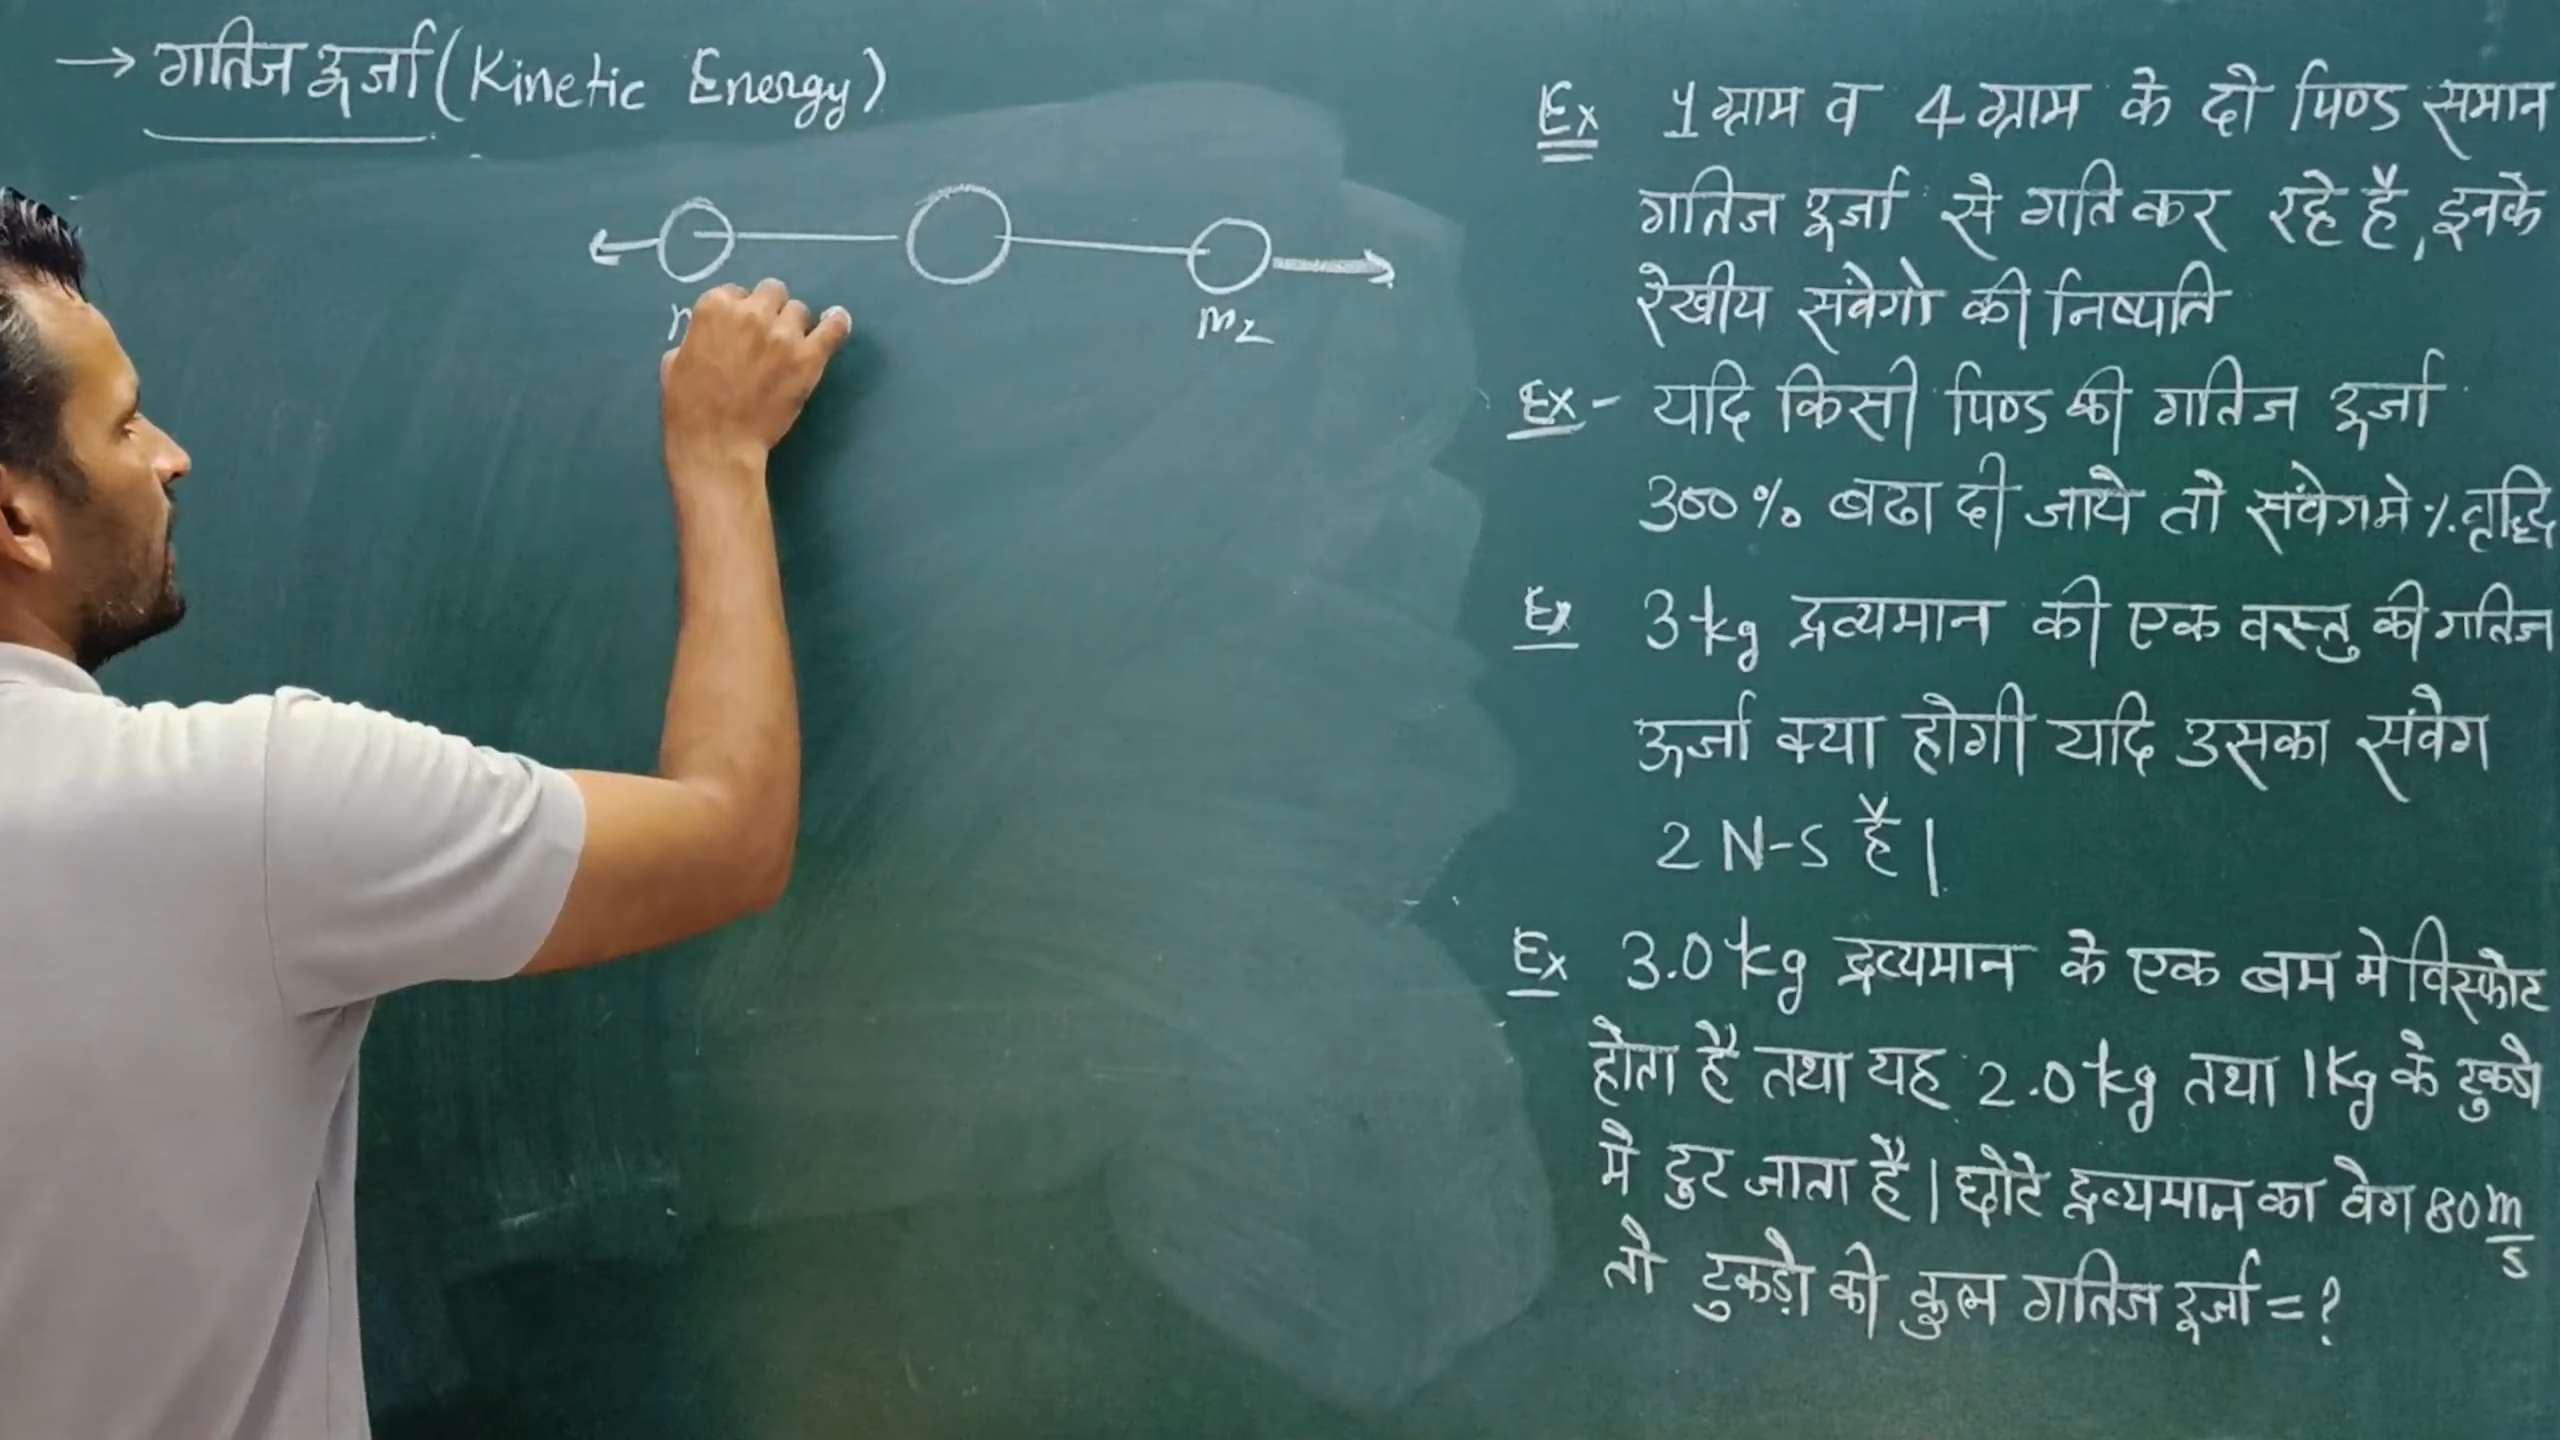 → गतिज ऊर्जा (Kinetic Energy)
m2
Ex 1 ग्राम व 4 ग्राम के दो पिण्ड समान
गतिज ऊर्जा से गति कर रहे है, इनके
रेखीय संवेगो की निष्पति
Ex - यदि किसी पिण्ड की गतिज ऊर्जा
300% बढा दी जाये तो संवेग मे % वृद्धि
Ex 3 kg द्रव्यमान की एक वस्तु की गतिज
ऊर्जा क्या होगी यदि उसका संवेग
2 N-S है |
Ex 3.0 kg द्रव्यमान के एक बम मे विस्फोट
होता है तथा यह 2.0 kg तथा 1 Kg के टुकडो
मे टुट जाता है | छोटे द्रव्यमान का वेग 80 m/s
तो टुकड़ो की कुल गतिज ऊर्जा = ?